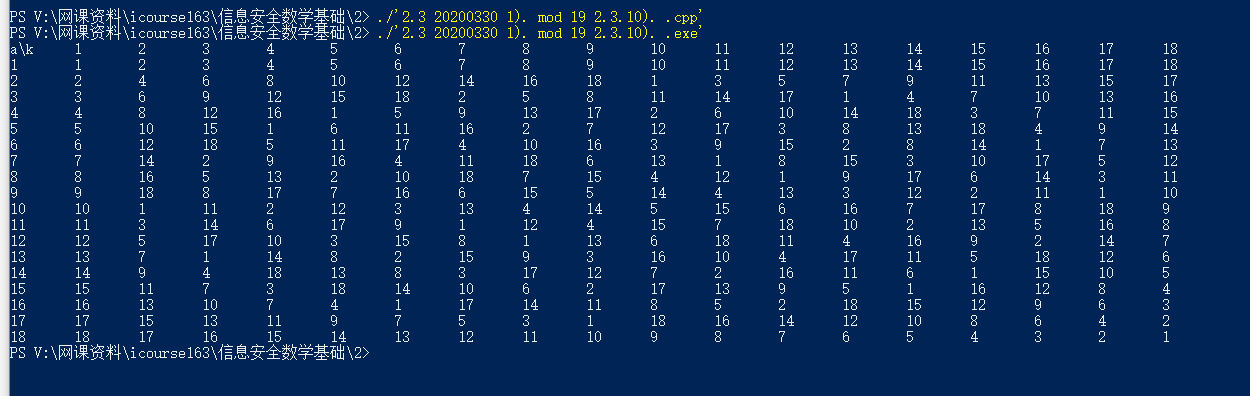 PS V:\网课资料\icourse163\信息安全数学基础\2> ./'2.3 20200330 1). mod 19 2.3.10). .cpp'
PS V:\网课资料\icourse163\信息安全数学基础\2> ./'2.3 20200330 1). mod 19 2.3.10). .exe'
a\k 1 2 3 4 5 6 7 8 9 10 11 12 13 14 15 16 17 18
1 1 2 3 4 5 6 7 8 9 10 11 12 13 14 15 16 17 18
2 2 4 6 8 10 12 14 16 18 1 3 5 7 9 11 13 15 17
3 3 6 9 12 15 18 2 5 8 11 14 17 1 4 7 10 13 16
4 4 8 12 16 1 5 9 13 17 2 6 10 14 18 3 7 11 15
5 5 10 15 1 6 11 16 2 7 12 17 3 8 13 18 4 9 14
6 6 12 18 5 11 17 4 10 16 3 9 15 2 8 14 1 7 13
7 7 14 2 9 16 4 11 18 6 13 1 8 15 3 10 17 5 12
8 8 16 5 13 2 10 18 7 15 4 12 1 9 17 6 14 3 11
9 9 18 8 17 7 16 6 15 5 14 4 13 3 12 2 11 1 10
10 10 1 11 2 12 3 13 4 14 5 15 6 16 7 17 8 18 9
11 11 3 14 6 17 9 1 12 4 15 7 18 10 2 13 5 16 8
12 12 5 17 10 3 15 8 1 13 6 18 11 4 16 9 2 14 7
13 13 7 1 14 8 2 15 9 3 16 10 4 17 11 5 18 12 6
14 14 9 4 18 13 8 3 17 12 7 2 16 11 6 1 15 10 5
15 15 11 7 3 18 14 10 6 2 17 13 9 5 1 16 12 8 4
16 16 13 10 7 4 1 17 14 11 8 5 2 18 15 12 9 6 3
17 17 15 13 11 9 7 5 3 1 18 16 14 12 10 8 6 4 2
18 18 17 16 15 14 13 12 11 10 9 8 7 6 5 4 3 2 1
PS V:\网课资料\icourse163\信息安全数学基础\2>